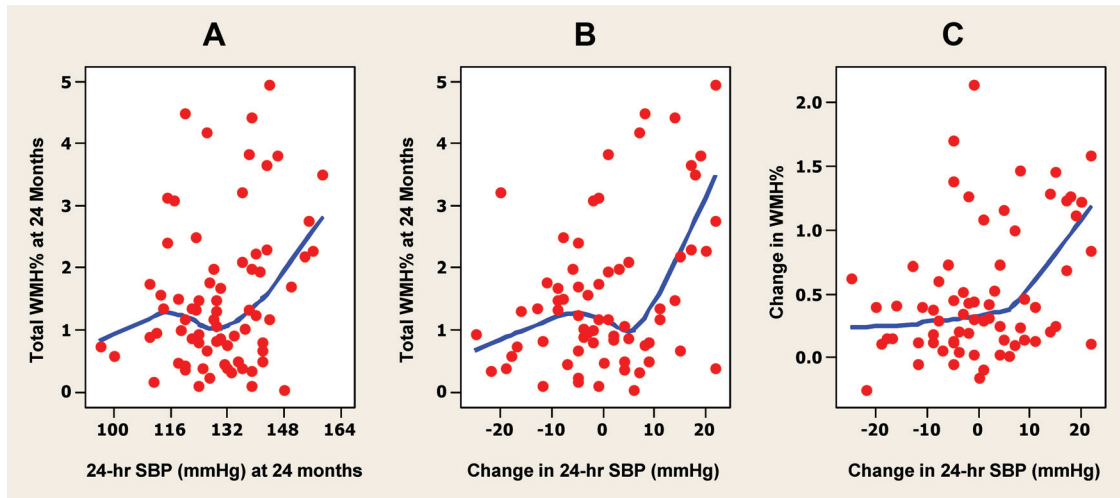 A
B
C
Total WMH% at 24 Months
5
4
3
2
1
0
100 116 132 148 164
24-hr SBP (mmHg) at 24 months
Total WMH% at 24 Months
5
4
3
2
1
0
-20 -10 0 10 20
Change in 24-hr SBP (mmHg)
Change in WMH%
2.0
1.5
1.0
0.5
0.0
-20 -10 0 10 20
Change in 24-hr SBP (mmHg)